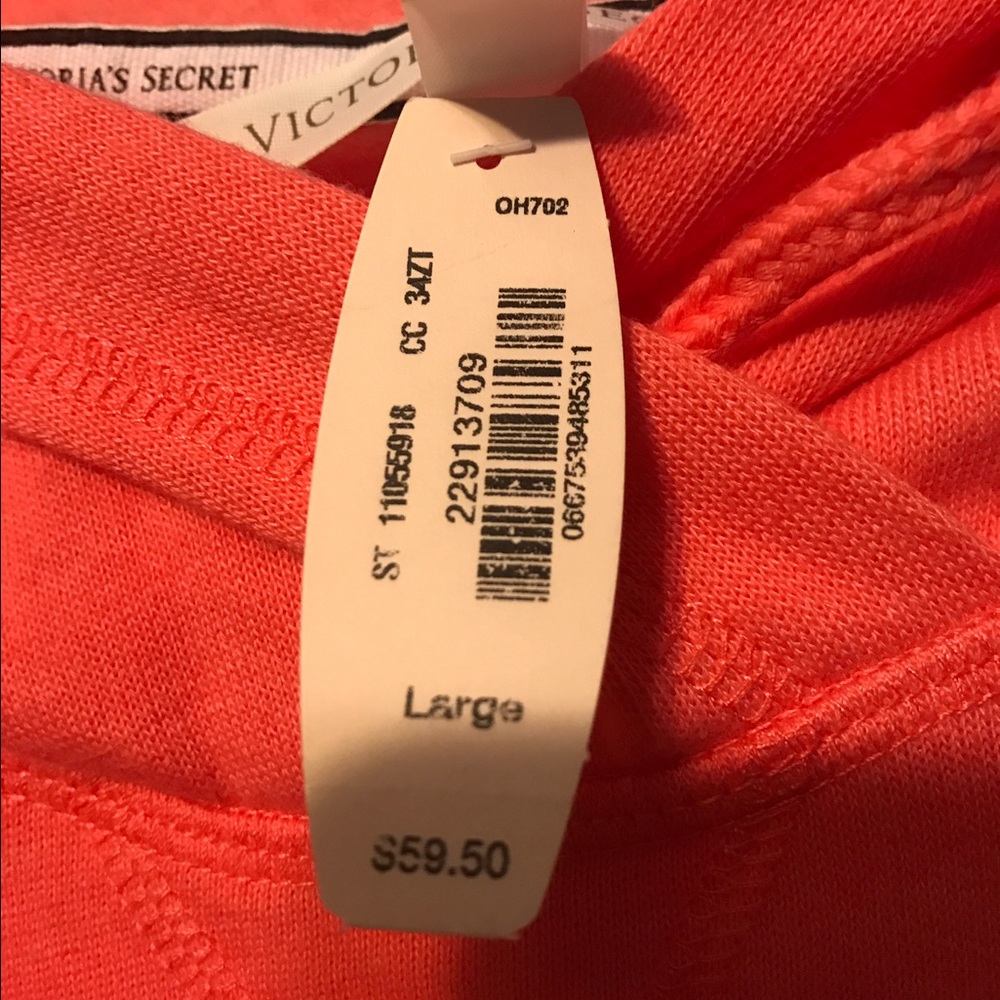 ORIA'S SECRET
VICTO
OH702
CC 34ZT
ST 11055918
22913709
0667539485311
Large
$59.50